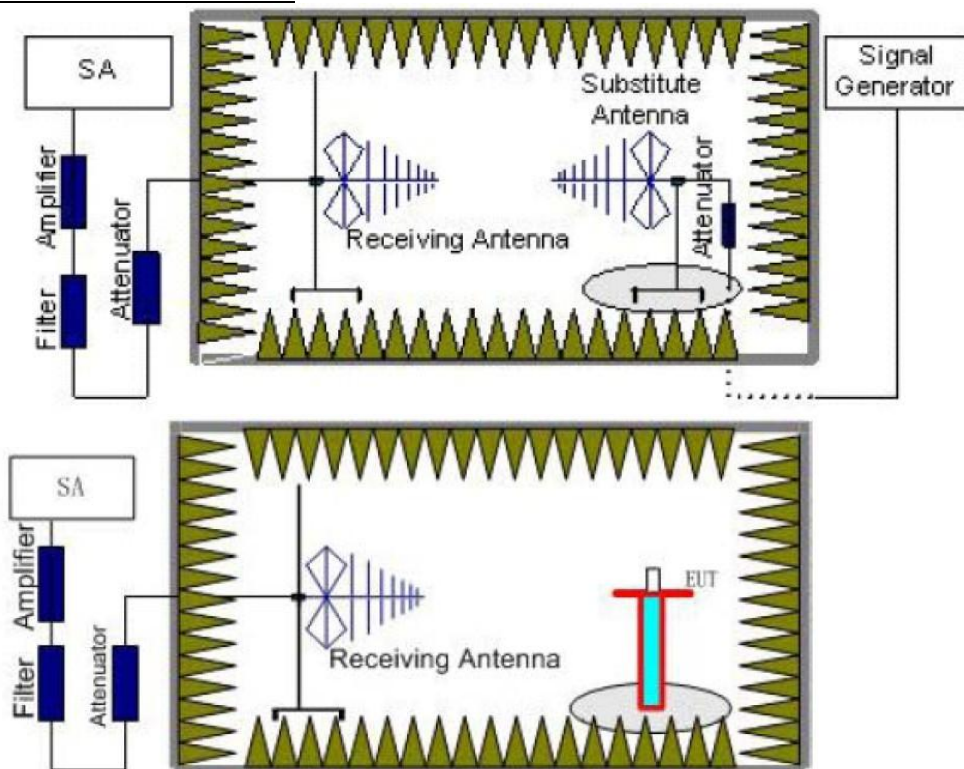 SA
Amplifier
Filter
Attenuator
Receiving Antenna
Substitute
Antenna
Attenuator
Signal
Generator
SA
Amplifier
Filter
Attenuator
Receiving Antenna
EUT